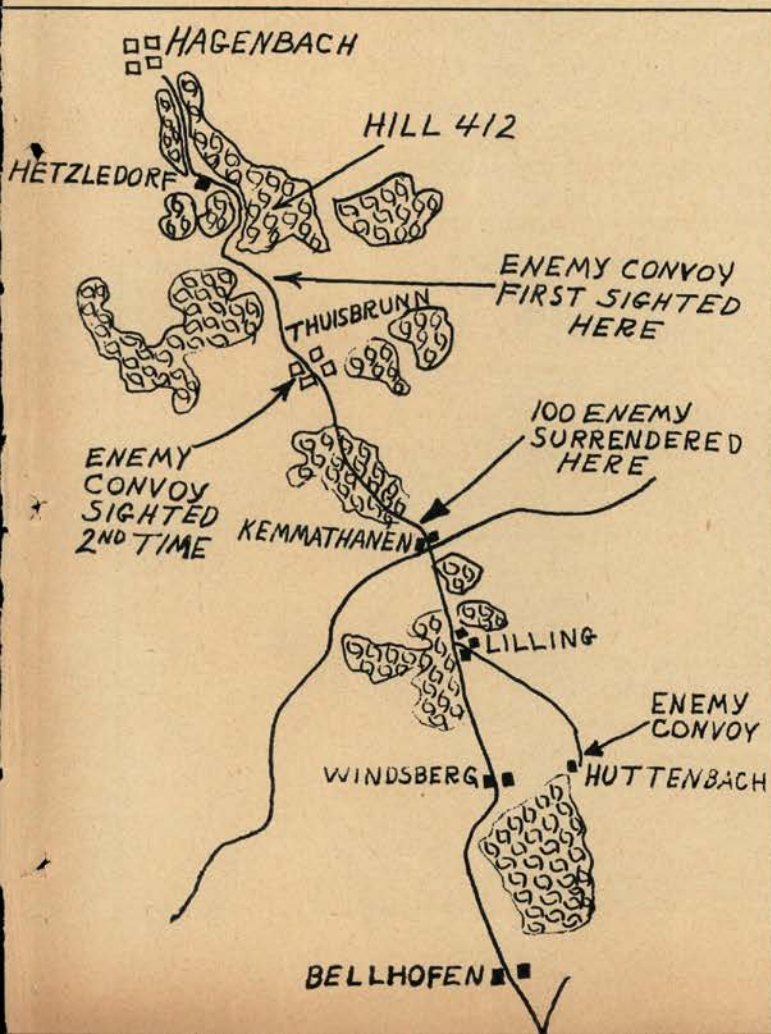 HAGENBACH
HILL 412
HETZLEDORF
ENEMY CONVOY
FIRST SIGHTED
HERE
THUISBRUNN
100 ENEMY
SURRENDERED
HERE
ENEMY
CONVOY
SIGHTED
2ND TIME
KEMMATHANEN
LILLING
ENEMY
CONVOY
WINDSBERG
HUTTENBACH
BELLHOFEN